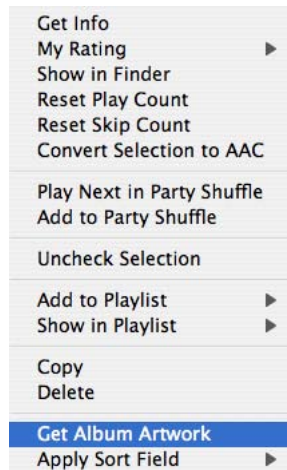 Get Info
My Rating
Show in Finder
Reset Play Count
Reset Skip Count
Convert Selection to AAC
Play Next in Party Shuffle
Add to Party Shuffle
Uncheck Selection
Add to Playlist
Show in Playlist
Copy
Delete
Get Album Artwork
Apply Sort Field